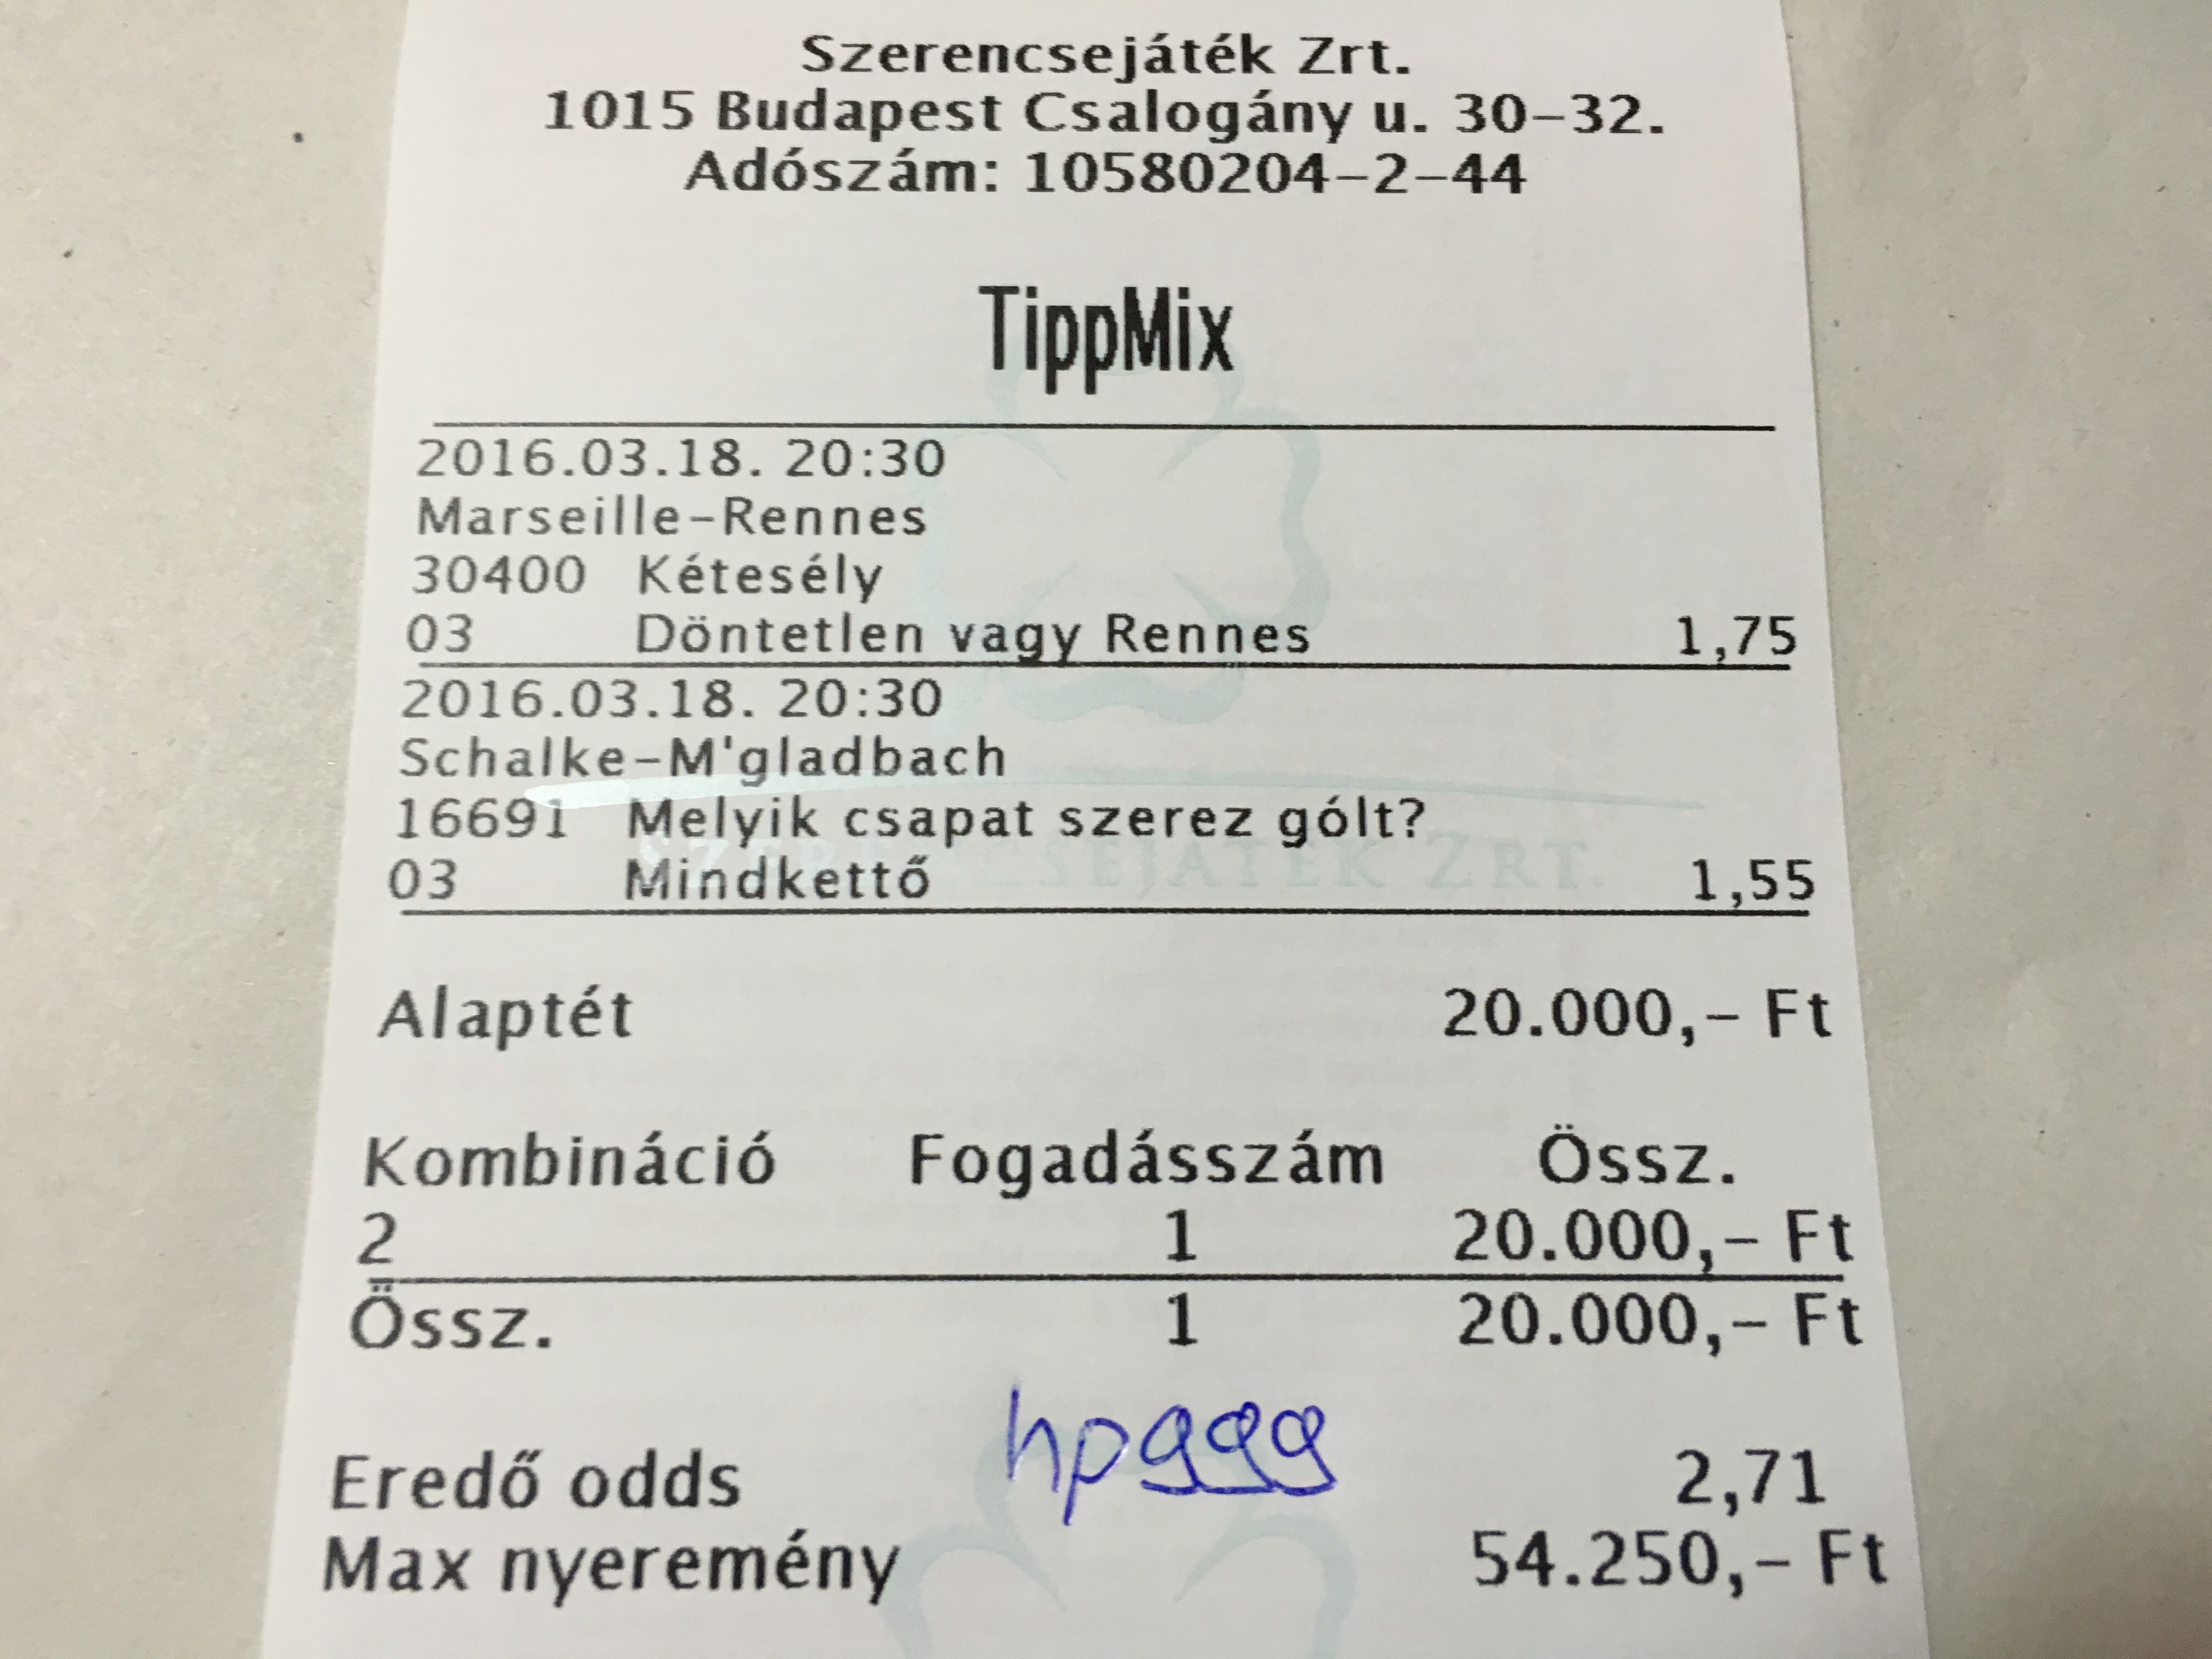 Szerencsejáték Zrt.
1015 Budapest Csalogány u. 30-32.
Adószám: 10580204-2-44
TippMix
2016.03.18. 20:30
Marseille-Rennes
30400 Kétesély
03 Döntetlen vagy Rennes 1,75
2016.03.18. 20:30
Schalke-M'gladbach
16691 Melyik csapat szerez gólt?
SZERENCSEJÁTÉK ZRT.
03 Mindkettő 1,55
Alaptét 20.000,- Ft
Kombináció Fogadásszám Össz.
2 1 20.000,- Ft
Össz. 1 20.000,- Ft
hpggg
Eredő odds 2,71
Max nyeremény 54.250,- Ft